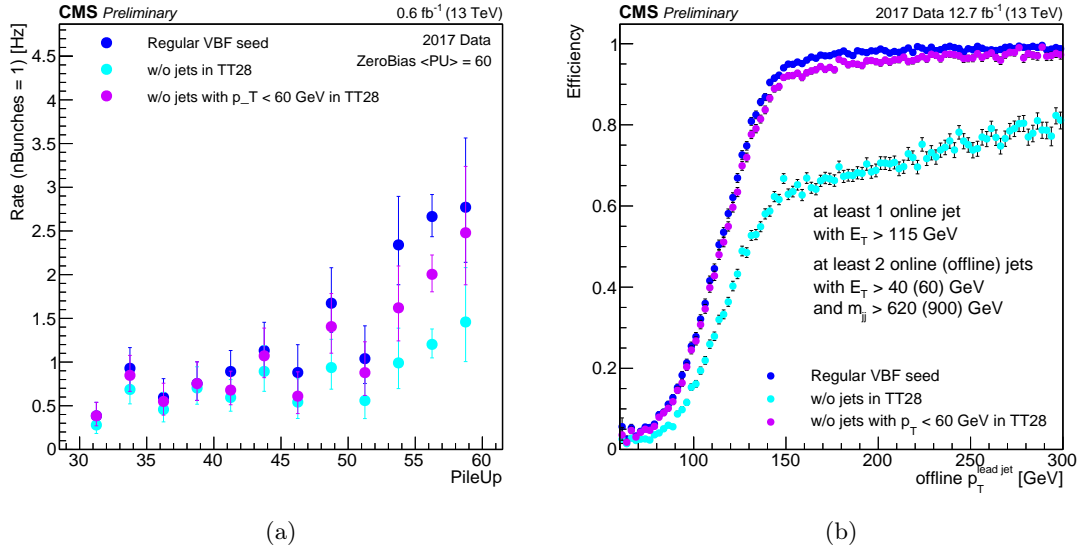 CMS Preliminary 0.6 fb⁻¹ (13 TeV)
Rate (nBunches = 1) [Hz]
4.5
4
3.5
3
2.5
2
1.5
1
0.5
0
Regular VBF seed
w/o jets in TT28
w/o jets with p_T < 60 GeV in TT28
2017 Data
ZeroBias <PU> = 60
30 35 40 45 50 55 60
PileUp
(a)
CMS Preliminary 2017 Data 12.7 fb⁻¹ (13 TeV)
Efficiency
1
0.8
0.6
0.4
0.2
0
at least 1 online jet
with E_T > 115 GeV
at least 2 online (offline) jets
with E_T > 40 (60) GeV
and m_jj > 620 (900) GeV
Regular VBF seed
w/o jets in TT28
w/o jets with p_T < 60 GeV in TT28
100 150 200 250 300
offline p_T^lead jet [GeV]
(b)